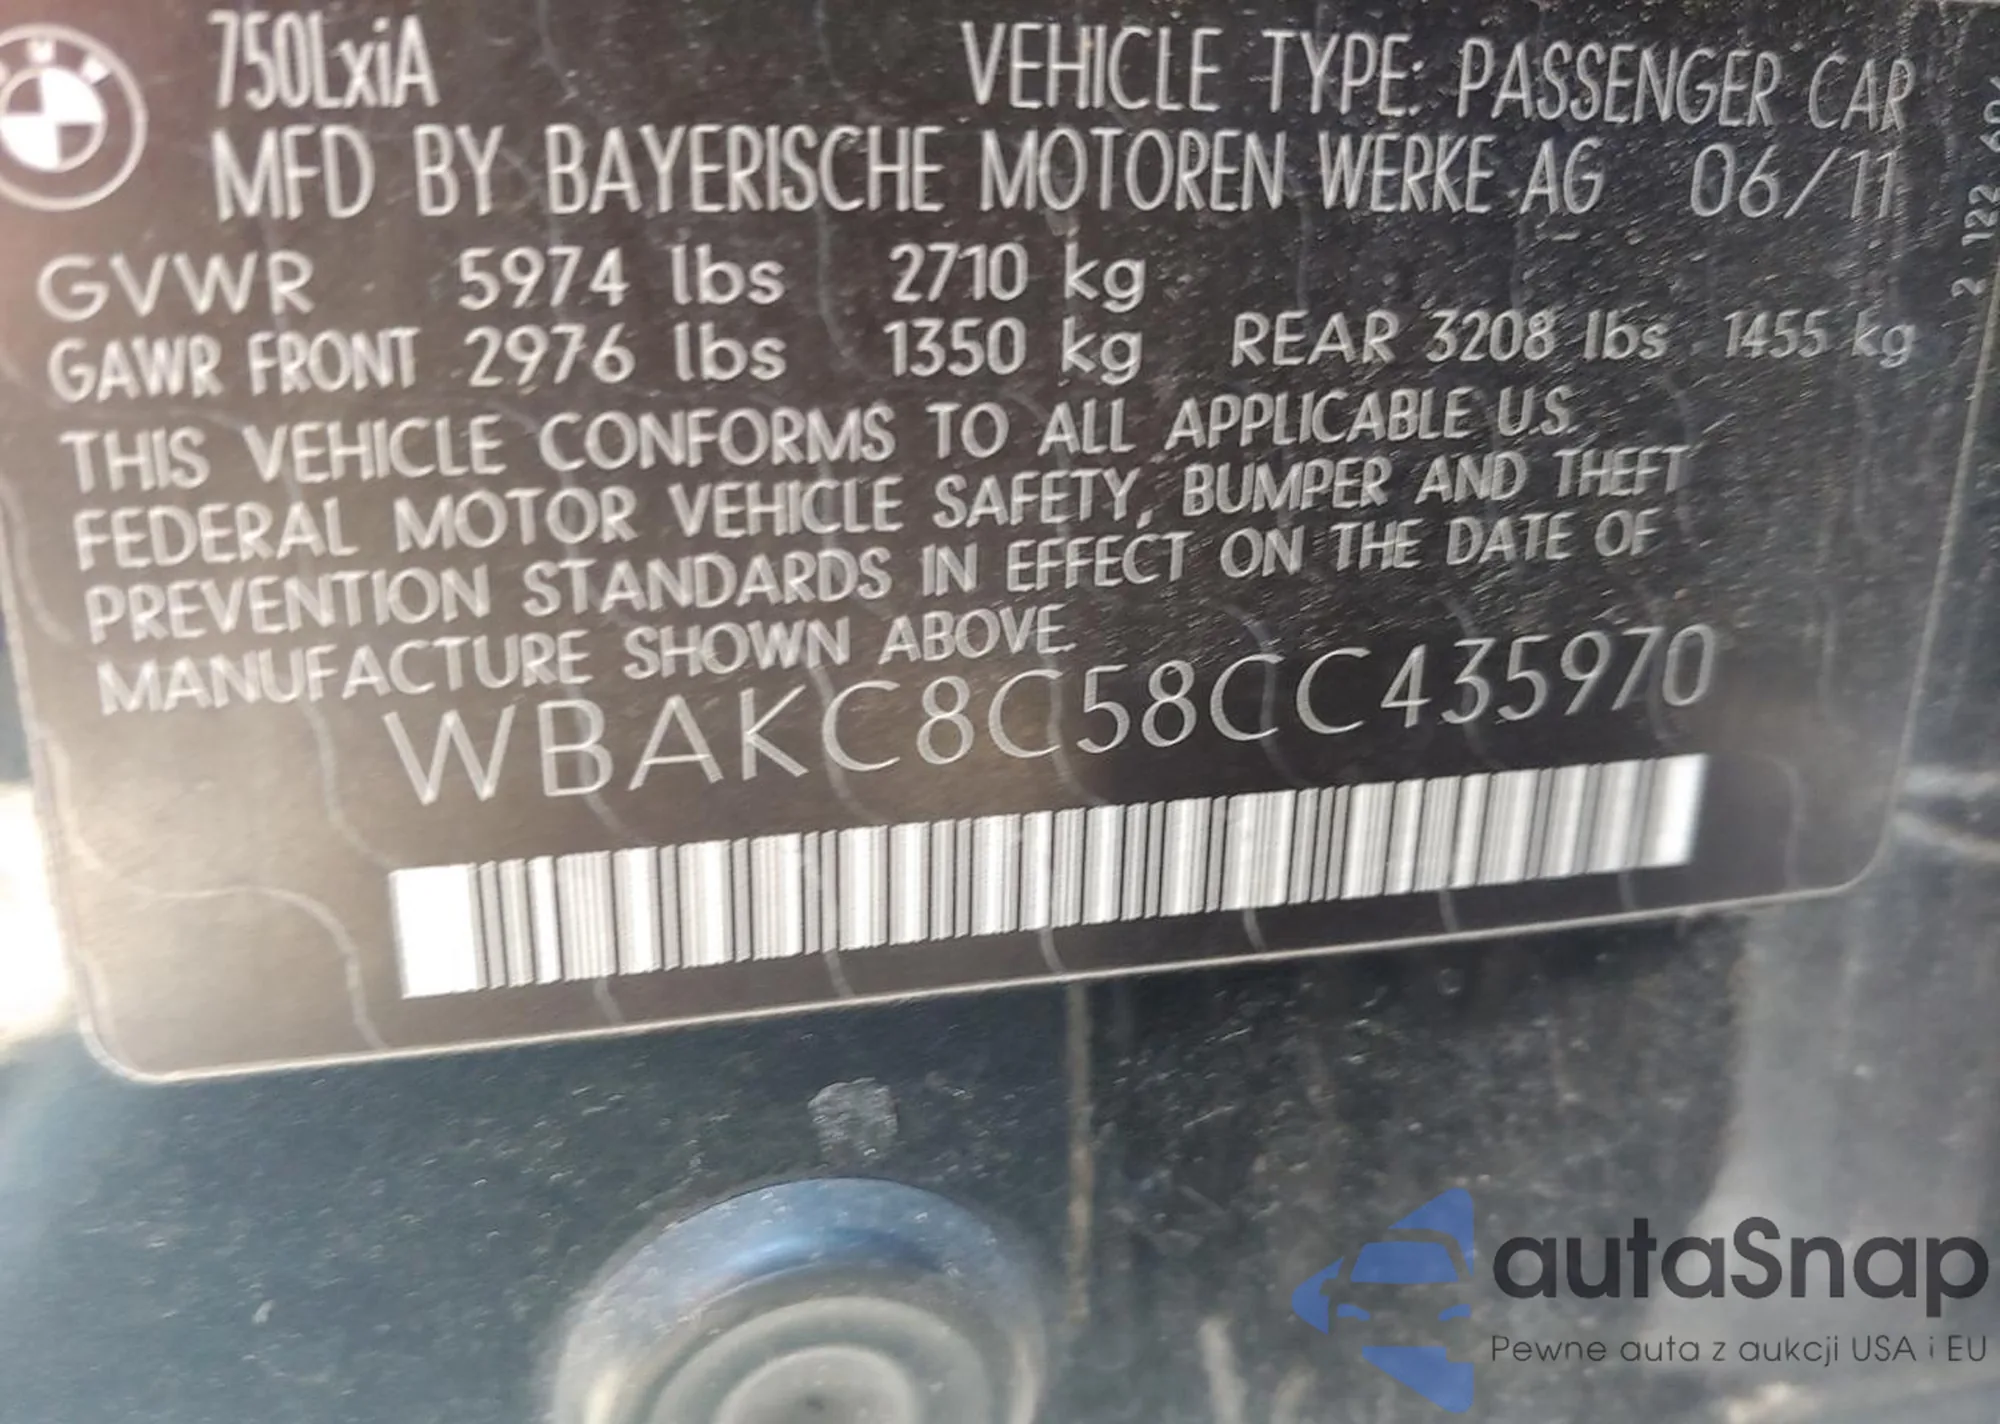 750LxiA VEHICLE TYPE: PASSENGER CAR
MFD BY BAYERISCHE MOTOREN WERKE AG 06/11
GVWR 5974 lbs 2710 kg
GAWR FRONT 2976 lbs 1350 kg REAR 3208 lbs 1455 kg
THIS VEHICLE CONFORMS TO ALL APPLICABLE U.S.
FEDERAL MOTOR VEHICLE SAFETY, BUMPER AND THEFT
PREVENTION STANDARDS IN EFFECT ON THE DATE OF
MANUFACTURE SHOWN ABOVE.
WBAKC8C58CC435970
2 122
autaSnap
Pewne auta z aukcji USA i EU